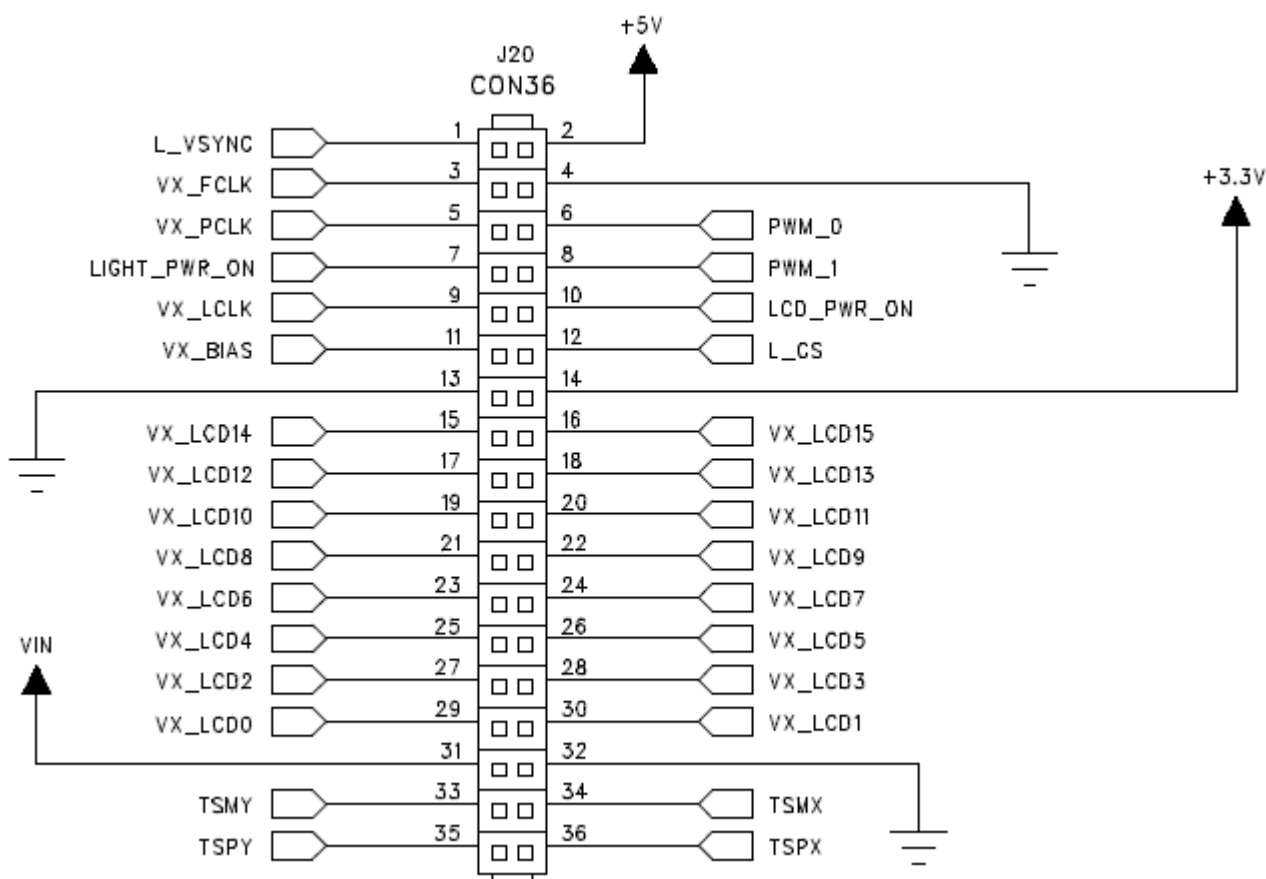 +5V
J20
CON36
+3.3V
L_VSYNC 1 2
VX_FCLK 3 4
VX_PCLK 5 6 PWM_0
LIGHT_PWR_ON 7 8 PWM_1
VX_LCLK 9 10 LCD_PWR_ON
VX_BIAS 11 12 L_CS
13 14
VX_LCD14 15 16 VX_LCD15
VX_LCD12 17 18 VX_LCD13
VX_LCD10 19 20 VX_LCD11
VX_LCD8 21 22 VX_LCD9
VX_LCD6 23 24 VX_LCD7
VX_LCD4 25 26 VX_LCD5
VIN
VX_LCD2 27 28 VX_LCD3
VX_LCD0 29 30 VX_LCD1
31 32
TSMY 33 34 TSMX
TSPY 35 36 TSPX